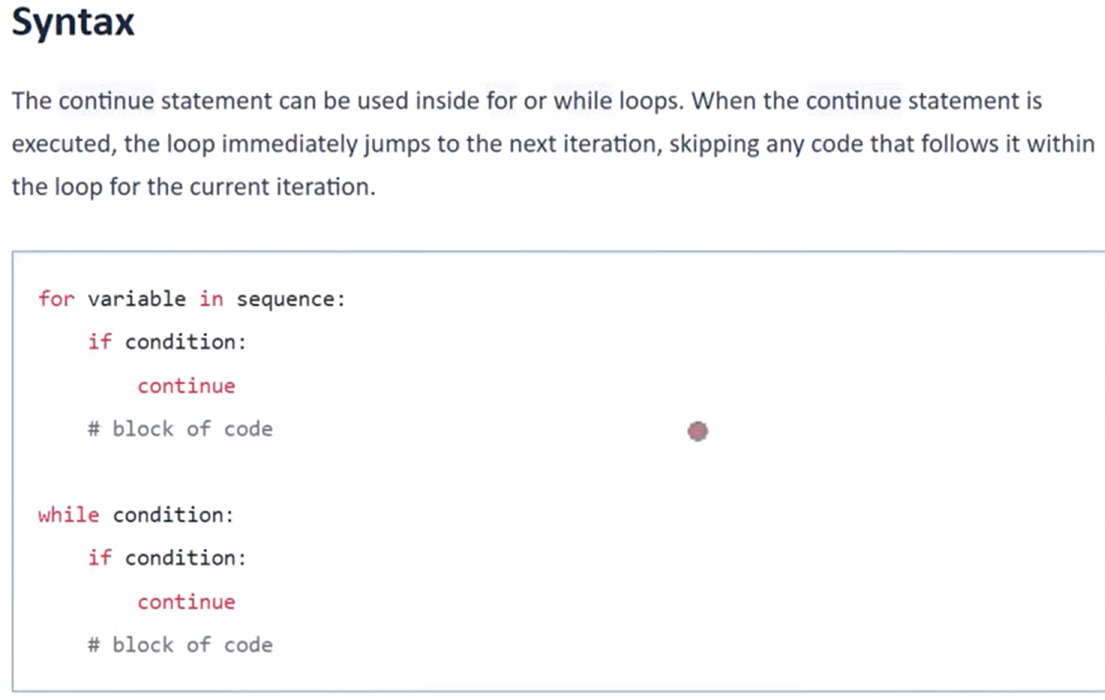 Syntax
The continue statement can be used inside for or while loops. When the continue statement is
executed, the loop immediately jumps to the next iteration, skipping any code that follows it within
the loop for the current iteration.
for variable in sequence:
    if condition:
        continue
    # block of code
while condition:
    if condition:
        continue
    # block of code